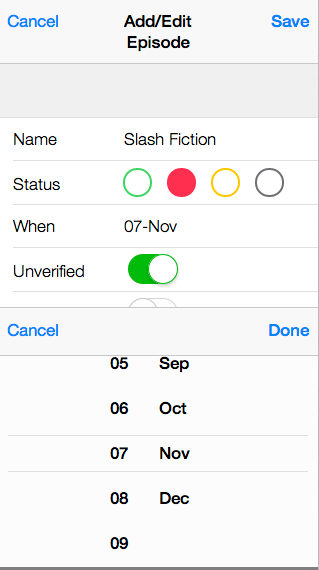 Cancel Add/Edit Save
Episode
Name Slash Fiction
Status
When 07-Nov
Unverified
Cancel Done
05 Sep
06 Oct
07 Nov
08 Dec
09